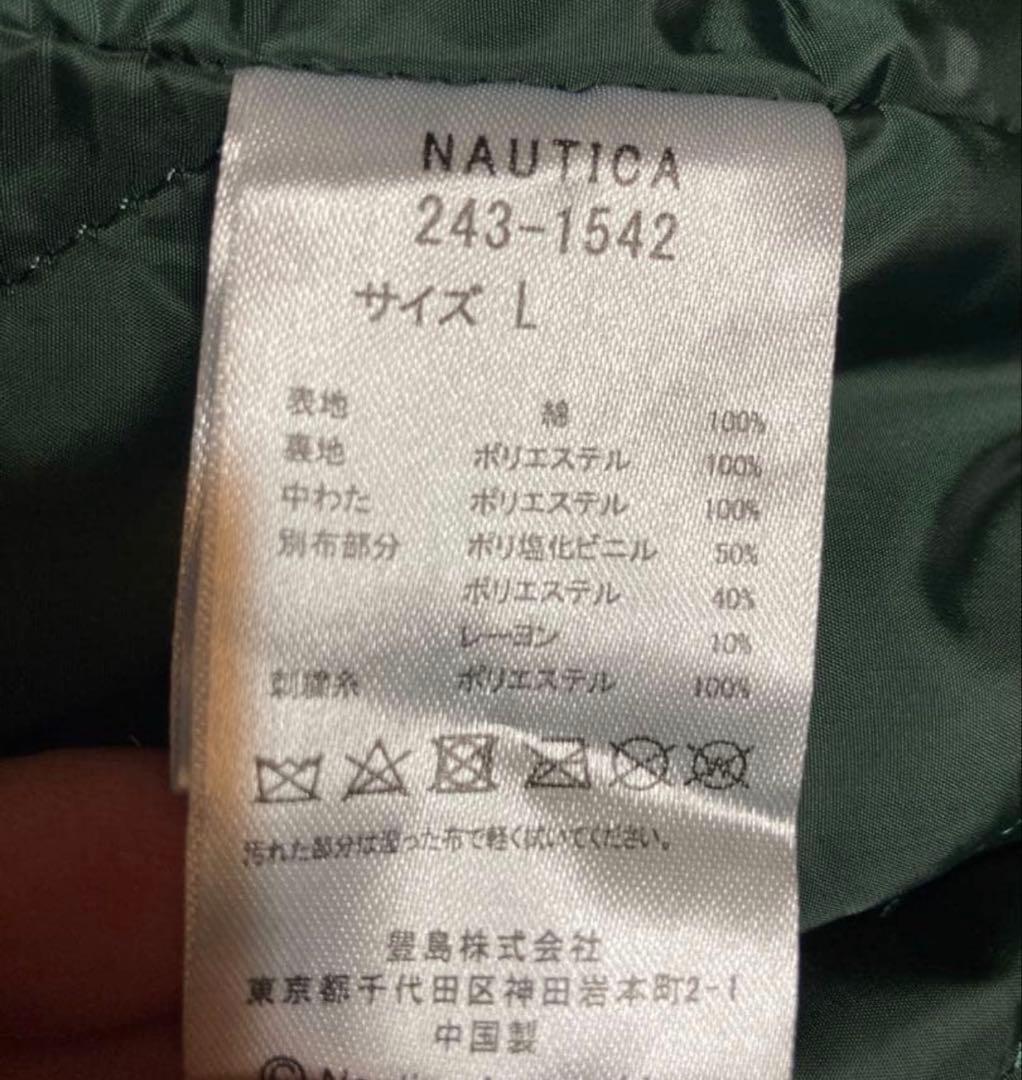 NAUTICA
243-1542
サイズ L
表地 綿 100%
裏地 ポリエステル 100%
中わた ポリエステル 100%
別布部分 ポリ塩化ビニル 50%
ポリエステル 40%
レーヨン 10%
刺繍糸 ポリエステル 100%
汚れた部分は湿った布で軽く拭いてください。
豊島株式会社
東京都千代田区神田岩本町2-1
中国製
©